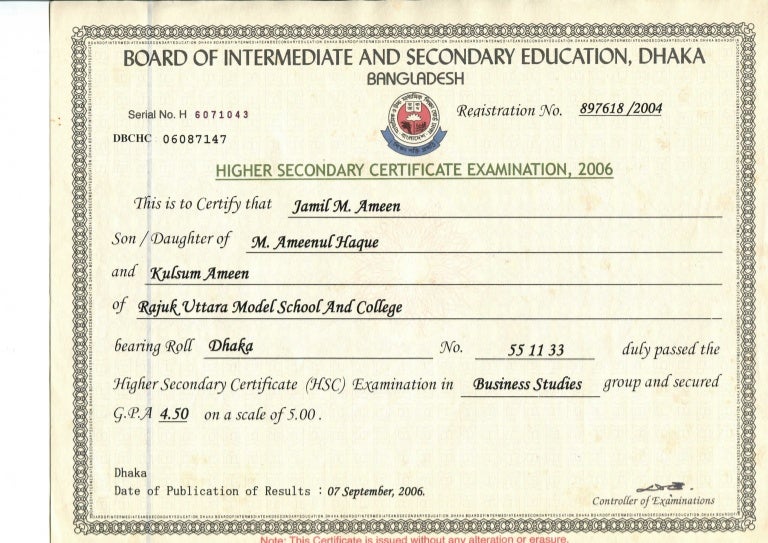 BOARD OF INTERMEDIATE AND SECONDARY EDUCATION, DHAKA
BANGLADESH
Serial No. H 6071043
Registration No. 897618 /2004
DBCHC 06087147
HIGHER SECONDARY CERTIFICATE EXAMINATION, 2006
This is to Certify that Jamil M. Ameen
Son / Daughter of M. Ameenul Haque
and Kulsum Ameen
of Rajuk Uttara Model School And College
bearing Roll Dhaka No. 55 11 33 duly passed the
Higher Secondary Certificate (HSC) Examination in Business Studies group and secured
G.P.A 4.50 on a scale of 5.00 .
Dhaka
Date of Publication of Results : 07 September, 2006.
Controller of Examinations
Note: This Certificate is issued without any alteration or erasure.